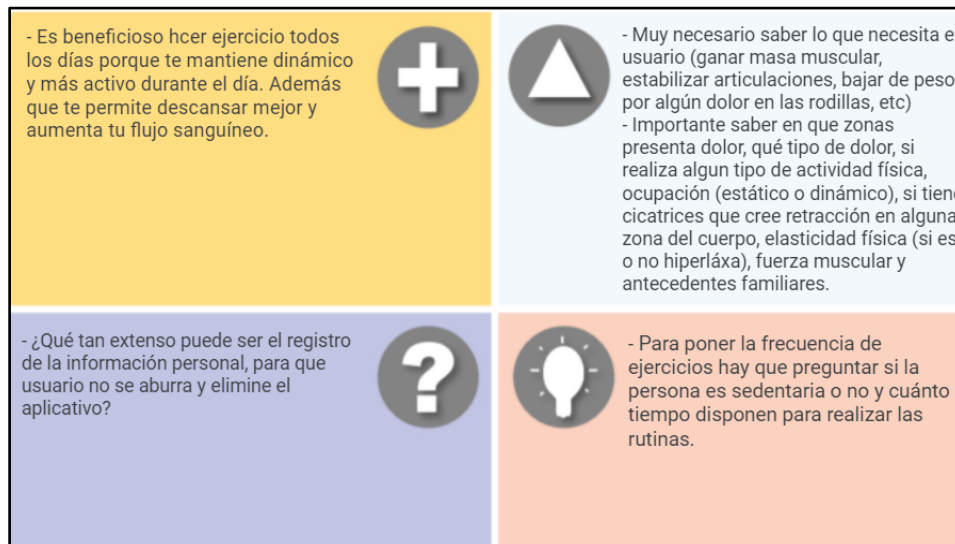 - Es beneficioso hcer ejercicio todos
los días porque te mantiene dinámico
y más activo durante el día. Además
que te permite descansar mejor y
aumenta tu flujo sanguíneo.
- Muy necesario saber lo que necesita e
usuario (ganar masa muscular,
estabilizar articulaciones, bajar de peso
por algún dolor en las rodillas, etc)
- Importante saber en que zonas
presenta dolor, qué tipo de dolor, si
realiza algun tipo de actividad física,
ocupación (estático o dinámico), si tien
cicatrices que cree retracción en alguna
zona del cuerpo, elasticidad física (si es
o no hiperláxa), fuerza muscular y
antecedentes familiares.
- ¿Qué tan extenso puede ser el registro
de la información personal, para que
usuario no se aburra y elimine el
aplicativo?
- Para poner la frecuencia de
ejercicios hay que preguntar si la
persona es sedentaria o no y cuánto
tiempo disponen para realizar las
rutinas.